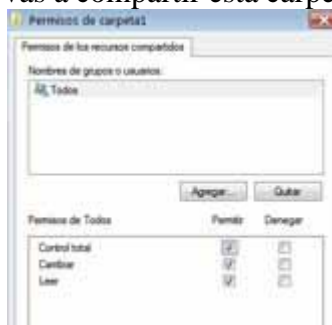 vas a compartir esta carpe
Permisos de carpeta1
Permisos de los recursos compartidos
Nombres de grupos o usuarios:
Todos
Agregar... Quitar
Permisos de Todos Permitir Denegar
Control total
Cambiar
Leer